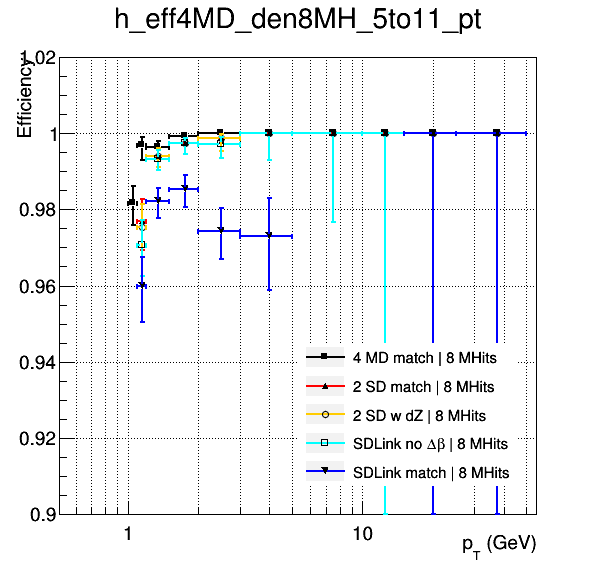 h_eff4MD_den8MH_5to11_pt
Efficiency
1.02
1
0.98
0.96
0.94
0.92
0.9
4 MD match | 8 MHits
2 SD match | 8 MHits
2 SD w dZ | 8 MHits
SDLink no Δβ | 8 MHits
SDLink match | 8 MHits
1
10
p_T (GeV)